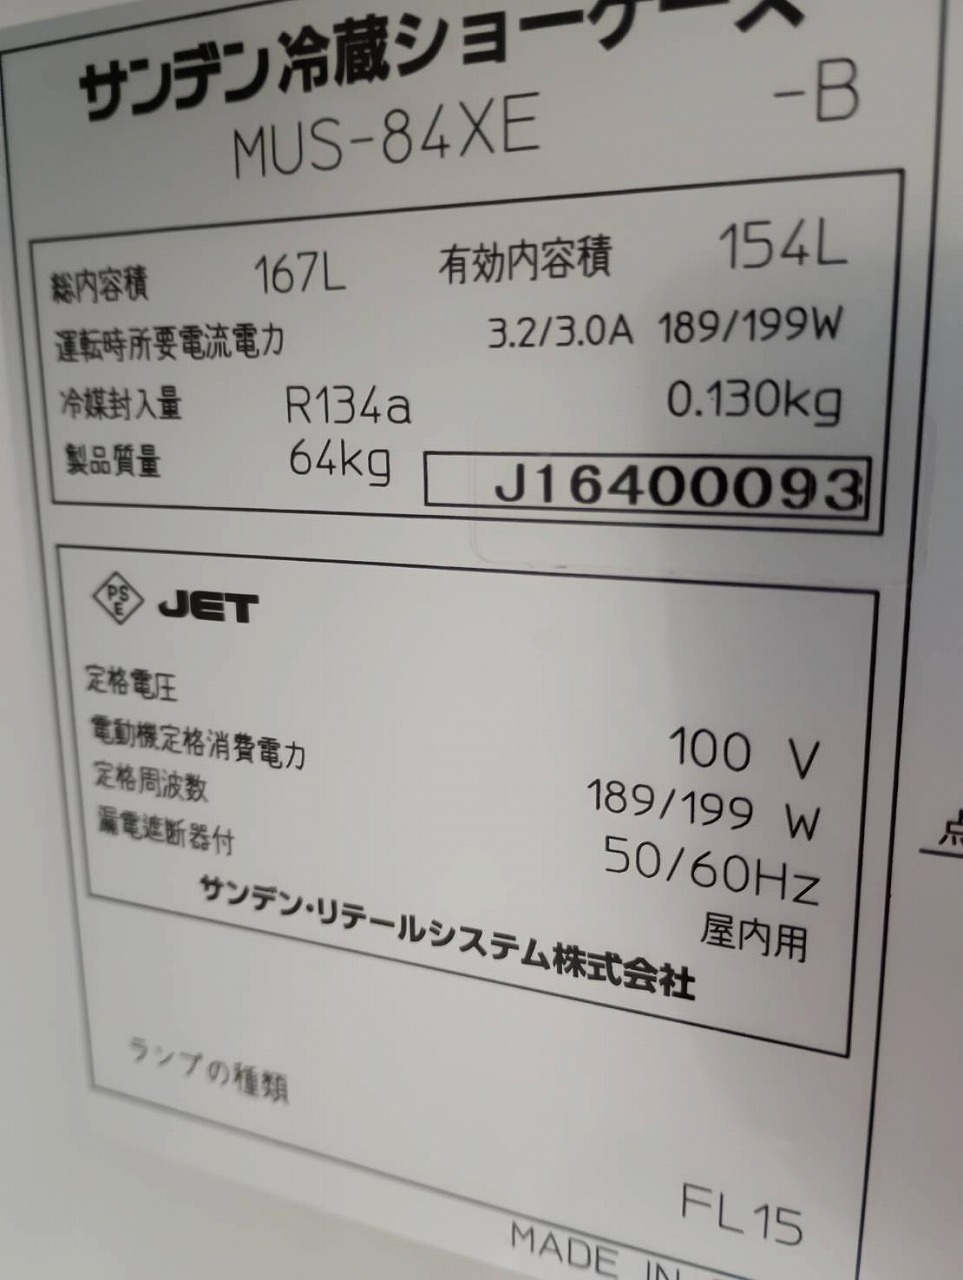 サンデン冷蔵ショーケース
MUS-84XE -B
総内容積 167L 有効内容積 154L
運転時所要電流電力 3.2/3.0A 189/199W
冷媒封入量 R134a 0.130kg
製品質量 64kg J16400093
PSE JET
定格電圧 100 V
電動機定格消費電力 189/199 W
定格周波数 50/60Hz
漏電遮断器付 屋内用
サンデン・リテールシステム株式会社
ランプの種類 FL15
MADE IN
点